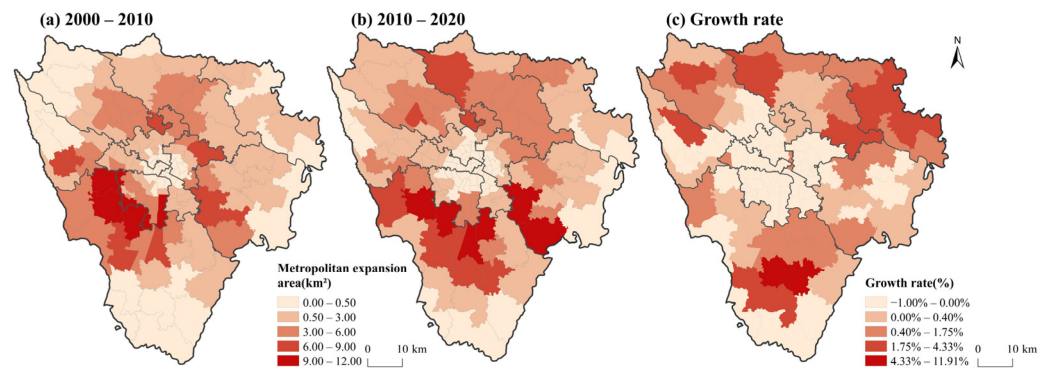 (a) 2000 – 2010
(b) 2010 – 2020
(c) Growth rate
N
Metropolitan expansion
area(km²)
0.00 – 0.50
0.50 – 3.00
3.00 – 6.00
6.00 – 9.00
9.00 – 12.00
0 10 km
0 10 km
Growth rate(%)
−1.00% – 0.00%
0.00% – 0.40%
0.40% – 1.75%
1.75% – 4.33%
4.33% – 11.91%
0 10 km